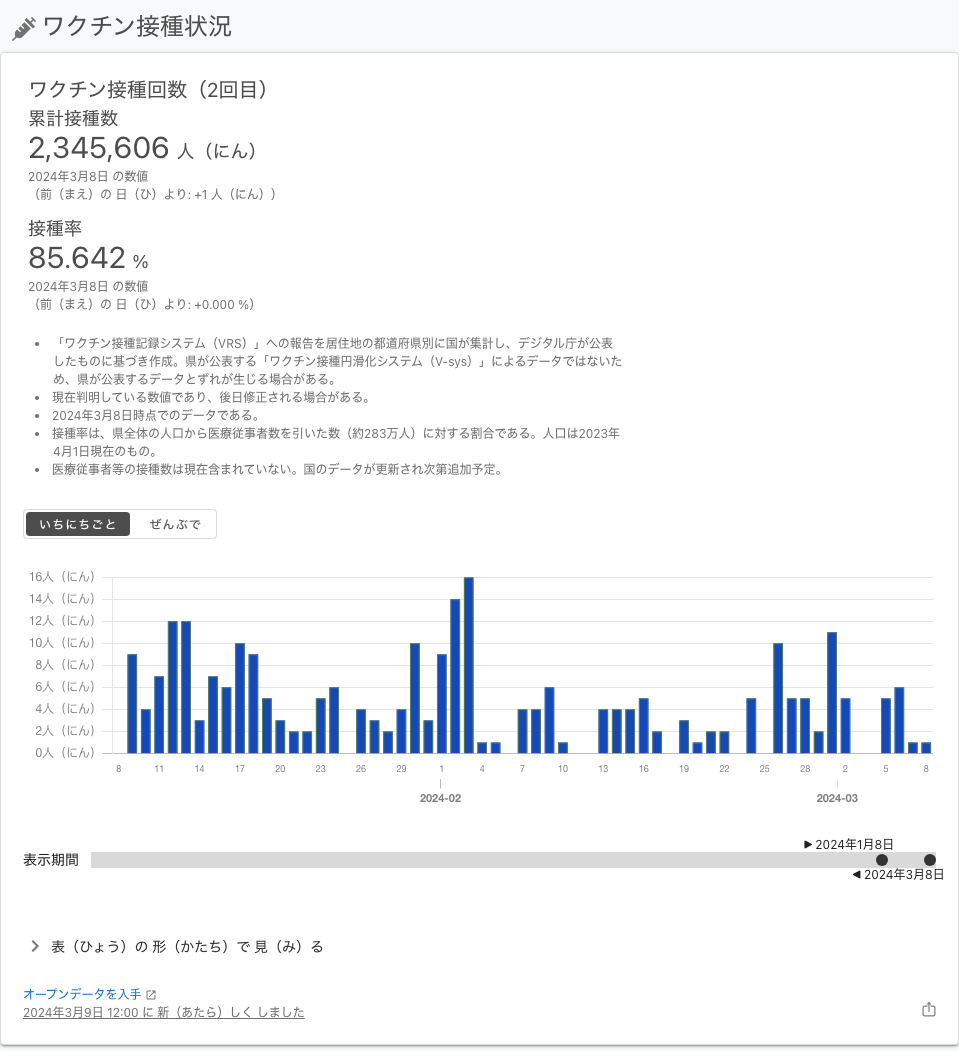 ワクチン接種状況
ワクチン接種回数（2回目）
累計接種数
2,345,606 人（にん）
2024年3月8日 の数値
（前（まえ）の 日（ひ）より: +1 人（にん））
接種率
85.642 %
2024年3月8日 の数値
（前（まえ）の 日（ひ）より: +0.000 %）
• 「ワクチン接種記録システム（VRS）」への報告を居住地の都道府県別に国が集計し、デジタル庁が公表
したものに基づき作成。県が公表する「ワクチン接種円滑化システム（V-sys）」によるデータではないた
め、県が公表するデータとずれが生じる場合がある。
• 現在判明している数値であり、後日修正される場合がある。
• 2024年3月8日時点でのデータである。
• 接種率は、県全体の人口から医療従事者数を引いた数（約283万人）に対する割合である。人口は2023年
4月1日現在のもの。
• 医療従事者等の接種数は現在含まれていない。国のデータが更新され次第追加予定。
いちにちごと ぜんぶで
16人（にん）
14人（にん）
12人（にん）
10人（にん）
8人（にん）
6人（にん）
4人（にん）
2人（にん）
0人（にん）
8 11 14 17 20 23 26 29 1 4 7 10 13 16 19 22 25 28 2 5 8
2024-02 2024-03
2024年1月8日
表示期間
2024年3月8日
表（ひょう）の 形（かたち）で 見（み）る
オープンデータを入手
2024年3月9日 12:00 に 新（あたら）しく しました